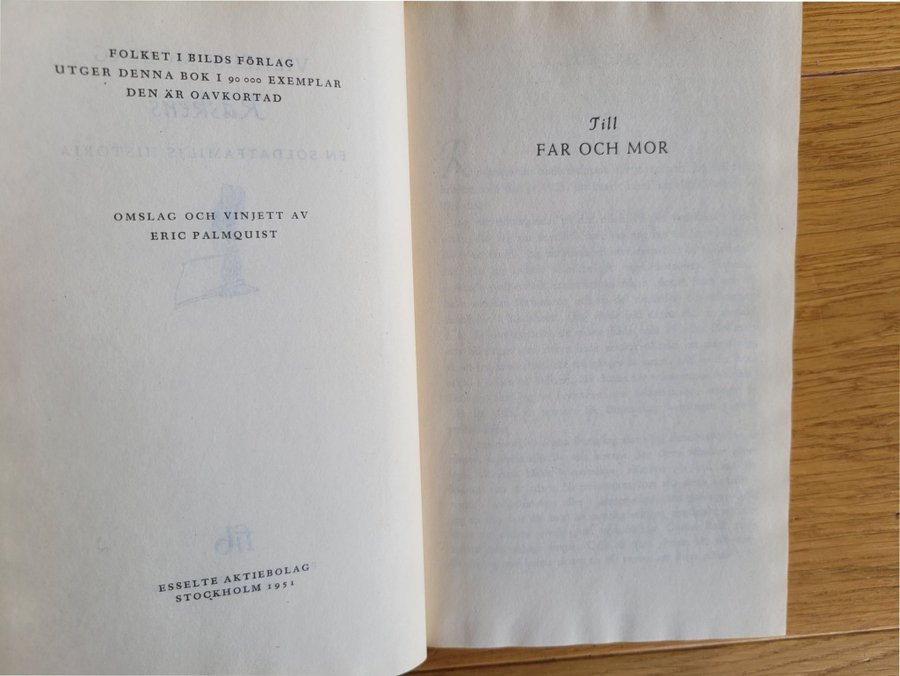 FOLKET I BILDS FÖRLAG
UTGER DENNA BOK I 90 000 EXEMPLAR
DEN ÄR OAVKORTAD
OMSLAG OCH VINJETT AV
ERIC PALMQUIST
ESSELTE AKTIEBOLAG
STOCKHOLM 1951
Till
FAR OCH MOR